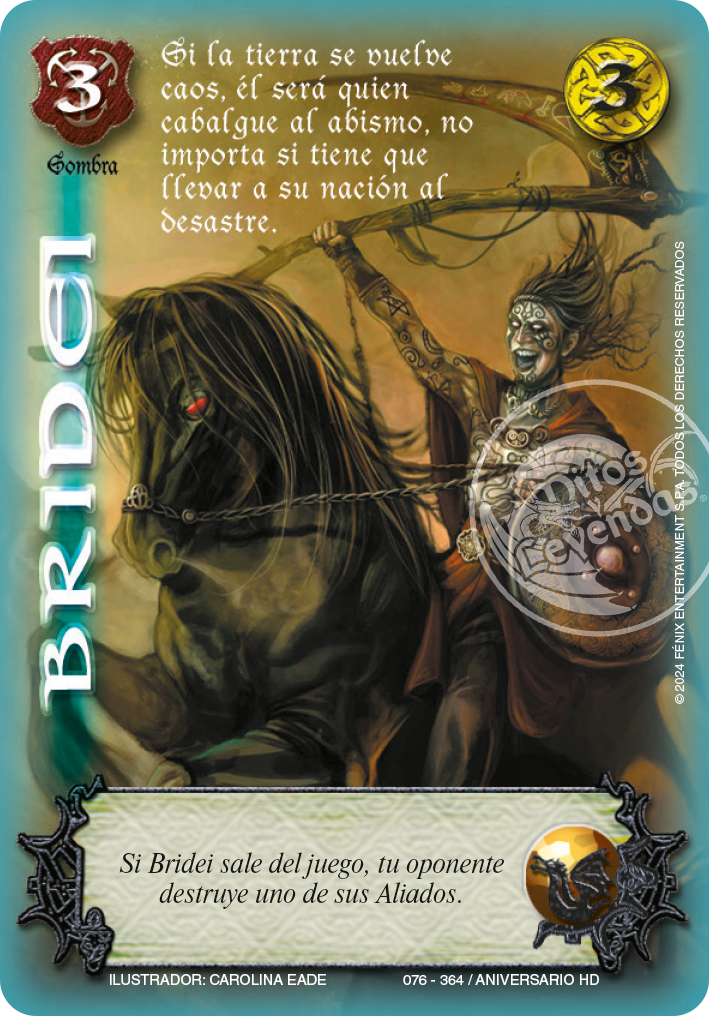 3
Sombra
Si la tierra se vuelve
caos, él será quien
cabalgue al abismo, no
importa si tiene que
llevar a su nación al
desastre.
3
BRIDEI
Mitos
Leyendas
®
© 2024 FÉNIX ENTERTAINMENT S.P.A. TODOS LOS DERECHOS RESERVADOS
Si Bridei sale del juego, tu oponente
destruye uno de sus Aliados.
ILUSTRADOR: CAROLINA EADE
076 - 364 / ANIVERSARIO HD